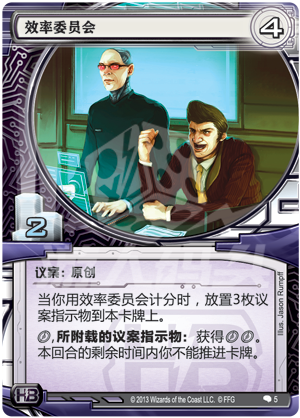 效率委员会
4
2
议案：原创
当你用效率委员会计分时，放置3枚议
案指示物到本卡牌上。
，所附载的议案指示物：获得。
本回合的剩余时间内你不能推进卡牌。
Illus. Jason Rumpff
HB
© 2013 Wizards of the Coast LLC. © FFG
5